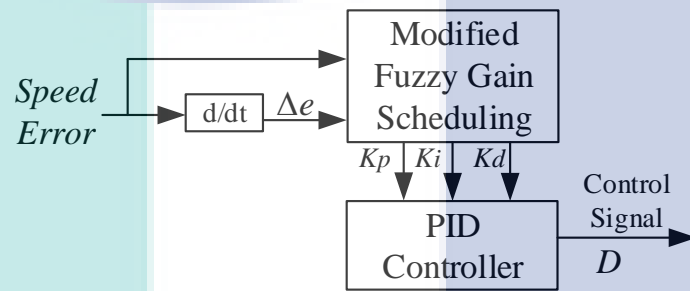 Speed
Error
d/dt
Δe
Modified
Fuzzy Gain
Scheduling
Kp Ki Kd
PID
Controller
Control
Signal
D